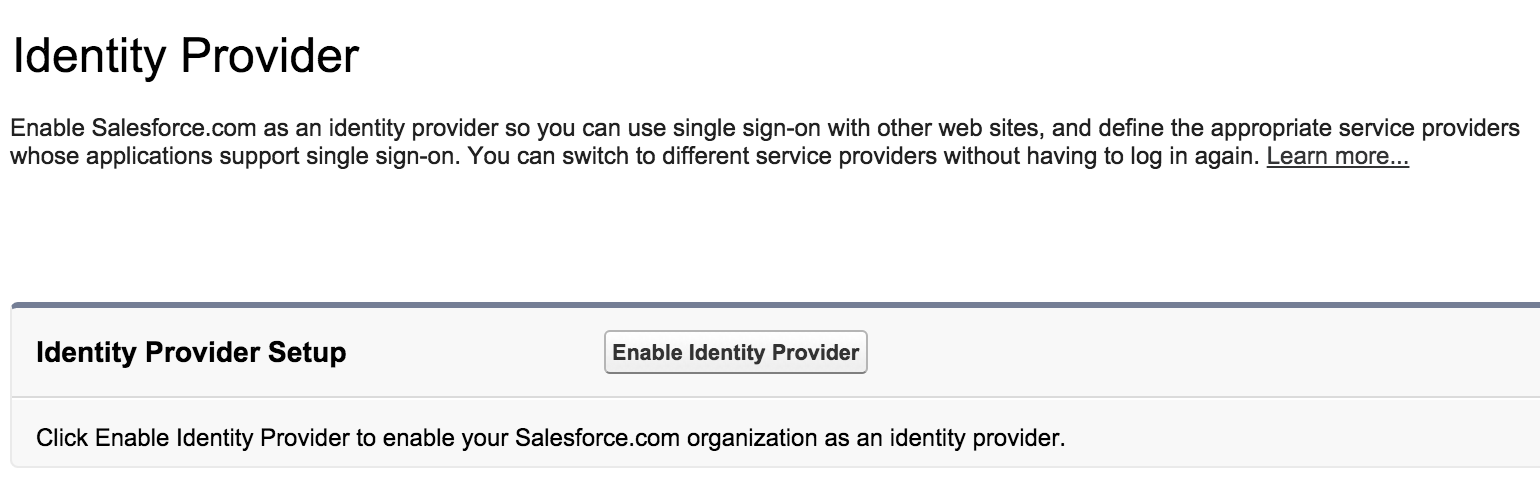 Identity Provider
Enable Salesforce.com as an identity provider so you can use single sign-on with other web sites, and define the appropriate service providers
whose applications support single sign-on. You can switch to different service providers without having to log in again. Learn more...
Identity Provider Setup Enable Identity Provider
Click Enable Identity Provider to enable your Salesforce.com organization as an identity provider.